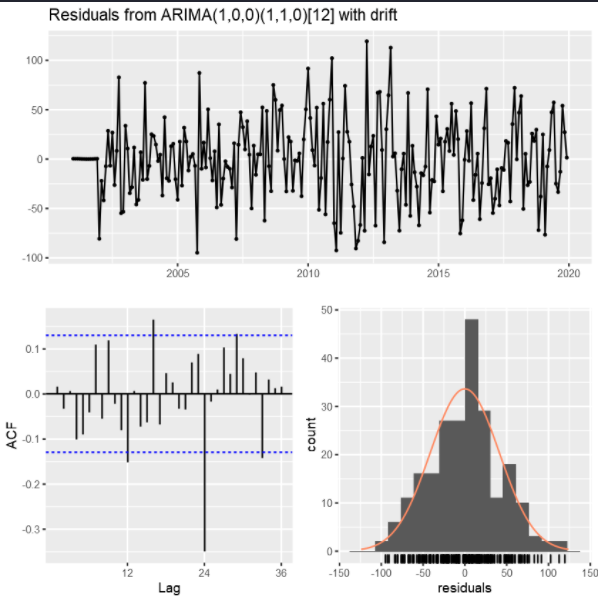 Residuals from ARIMA(1,0,0)(1,1,0)[12] with drift
100
50
0
-50
-100
2005 2010 2015 2020
ACF
0.1
0.0
-0.1
-0.2
-0.3
12 24 36
Lag
count
50
40
30
20
10
0
-150 -100 -50 0 50 100 150
residuals